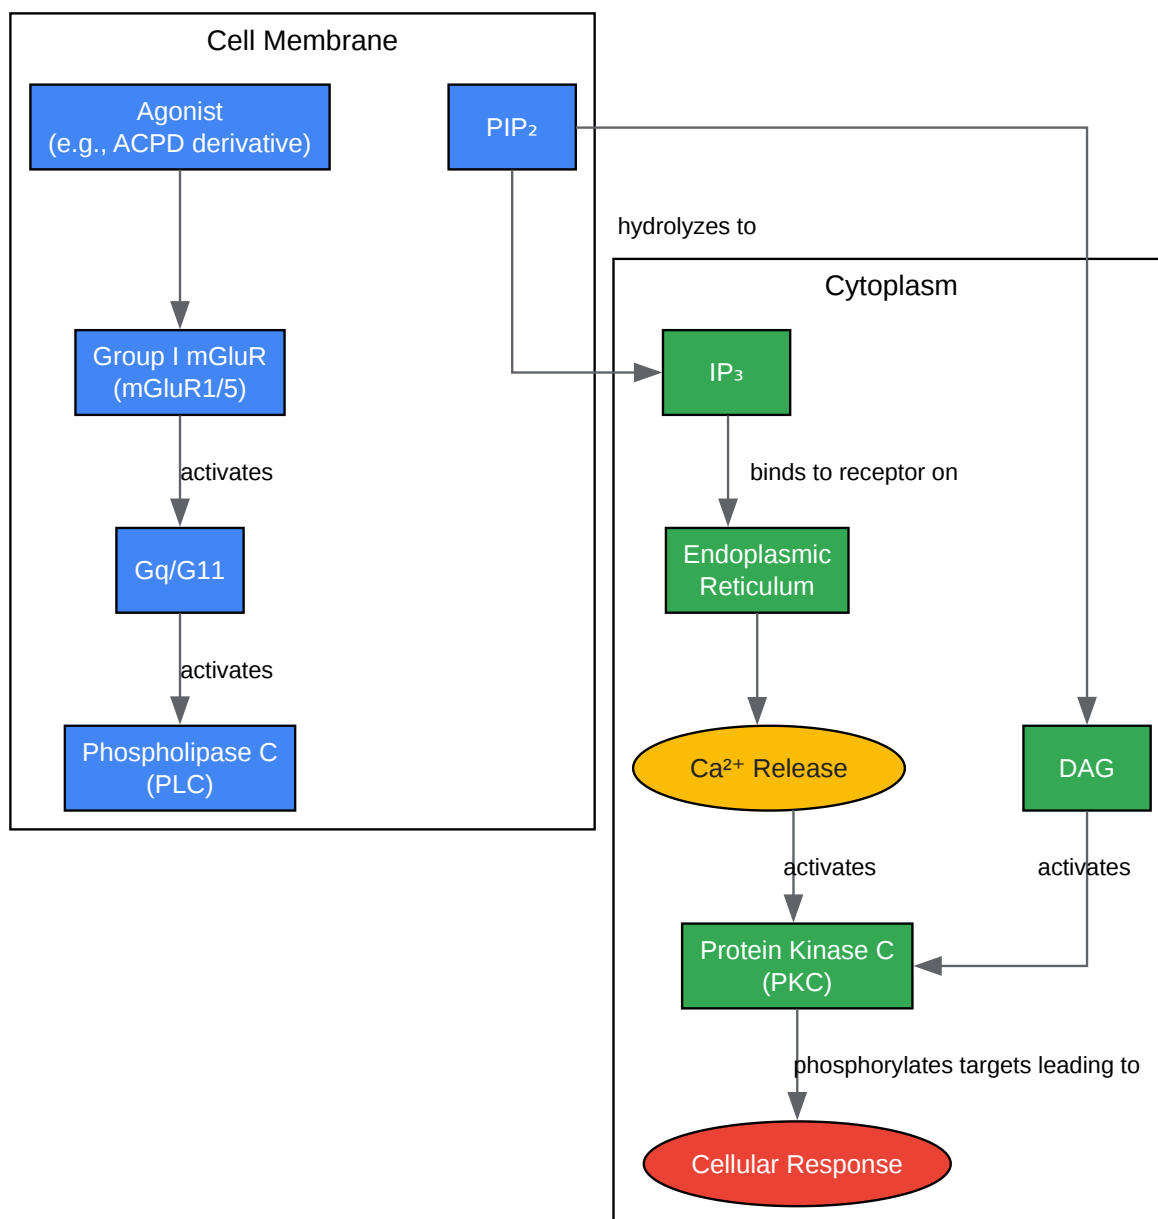 Cell Membrane
Agonist
(e.g., ACPD derivative)
PIP₂
hydrolyzes to
Cytoplasm
Group I mGluR
(mGluR1/5)
IP₃
activates
binds to receptor on
Gq/G11
Endoplasmic
Reticulum
activates
Phospholipase C
(PLC)
Ca²⁺ Release
DAG
activates
activates
Protein Kinase C
(PKC)
phosphorylates targets leading to
Cellular Response